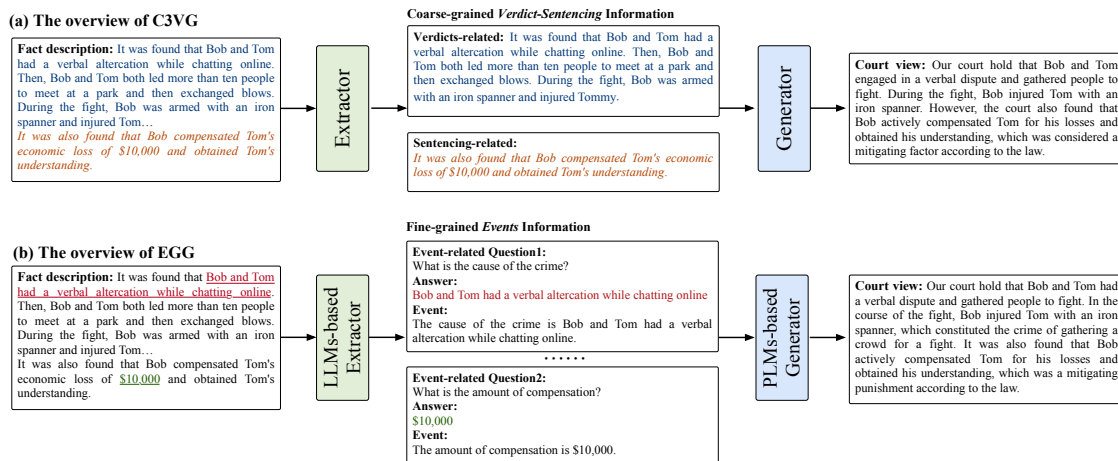 (a) The overview of C3VG
Fact description: It was found that Bob and Tom
had a verbal altercation while chatting online.
Then, Bob and Tom both led more than ten people
to meet at a park and then exchanged blows.
During the fight, Bob was armed with an iron
spanner and injured Tom…
It was also found that Bob compensated Tom's
economic loss of $10,000 and obtained Tom's
understanding.
Extractor
Coarse-grained Verdict-Sentencing Information
Verdicts-related: It was found that Bob and Tom had a
verbal altercation while chatting online. Then, Bob and
Tom both led more than ten people to meet at a park and
then exchanged blows. During the fight, Bob was armed
with an iron spanner and injured Tommy.
Sentencing-related:
It was also found that Bob compensated Tom's economic
loss of $10,000 and obtained Tom's understanding.
Generator
Court view: Our court hold that Bob and Tom
engaged in a verbal dispute and gathered people to
fight. During the fight, Bob injured Tom with an
iron spanner. However, the court also found that
Bob actively compensated Tom for his losses and
obtained his understanding, which was considered a
mitigating factor according to the law.
(b) The overview of EGG
Fact description: It was found that Bob and Tom
had a verbal altercation while chatting online.
Then, Bob and Tom both led more than ten people
to meet at a park and then exchanged blows.
During the fight, Bob was armed with an iron
spanner and injured Tom…
It was also found that Bob compensated Tom's
economic loss of $10,000 and obtained Tom's
understanding.
LLMs-based
Extractor
Fine-grained Events Information
Event-related Question1:
What is the cause of the crime?
Answer:
Bob and Tom had a verbal altercation while chatting online
Event:
The cause of the crime is Bob and Tom had a verbal
altercation while chatting online.
......
Event-related Question2:
What is the amount of compensation?
Answer:
$10,000
Event:
The amount of compensation is $10,000.
PLMs-based
Generator
Court view: Our court hold that Bob and Tom had
a verbal dispute and gathered people to fight. In the
course of the fight, Bob injured Tom with an iron
spanner, which constituted the crime of gathering a
crowd for a fight. It was also found that Bob
actively compensated Tom for his losses and
obtained his understanding, which was a mitigating
punishment according to the law.